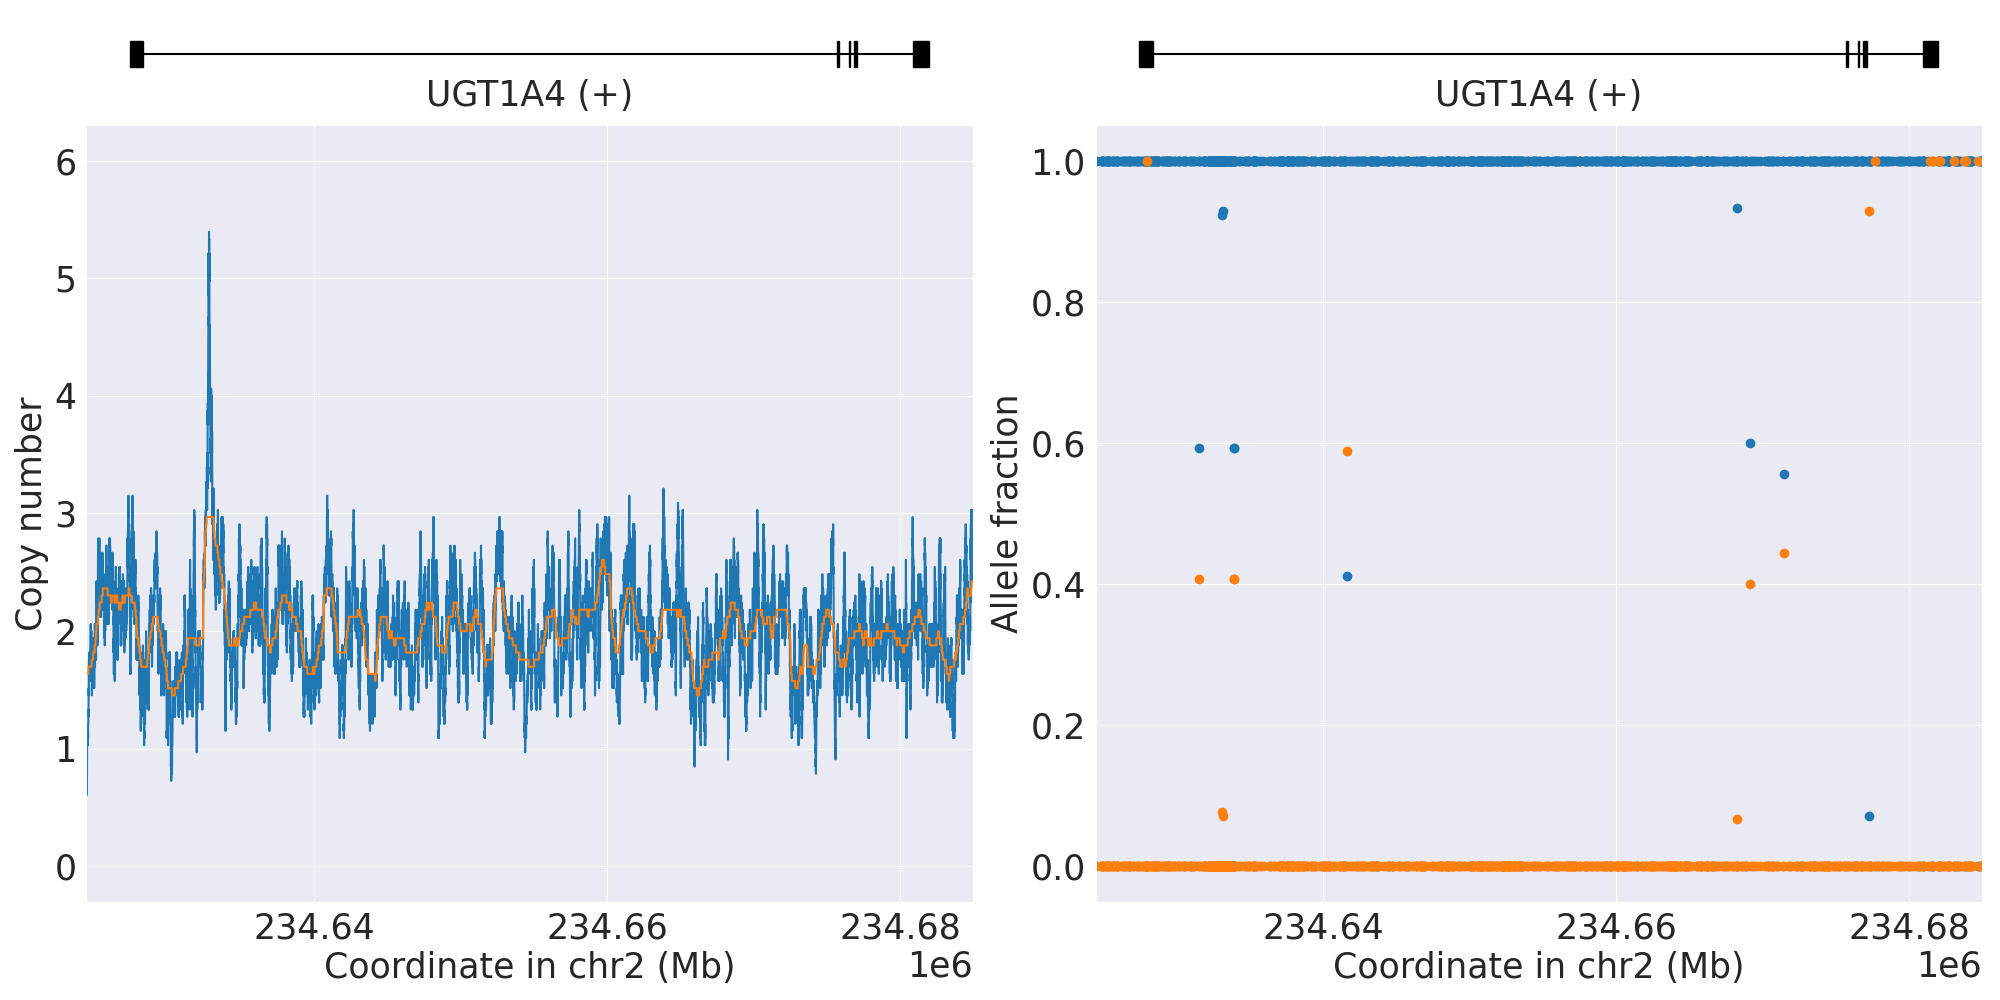 UGT1A4 (+)
6
5
4
3
2
1
0
Copy number
234.64
234.66
234.68
Coordinate in chr2 (Mb)
1e6
UGT1A4 (+)
1.0
0.8
0.6
0.4
0.2
0.0
Allele fraction
234.64
234.66
234.68
Coordinate in chr2 (Mb)
1e6